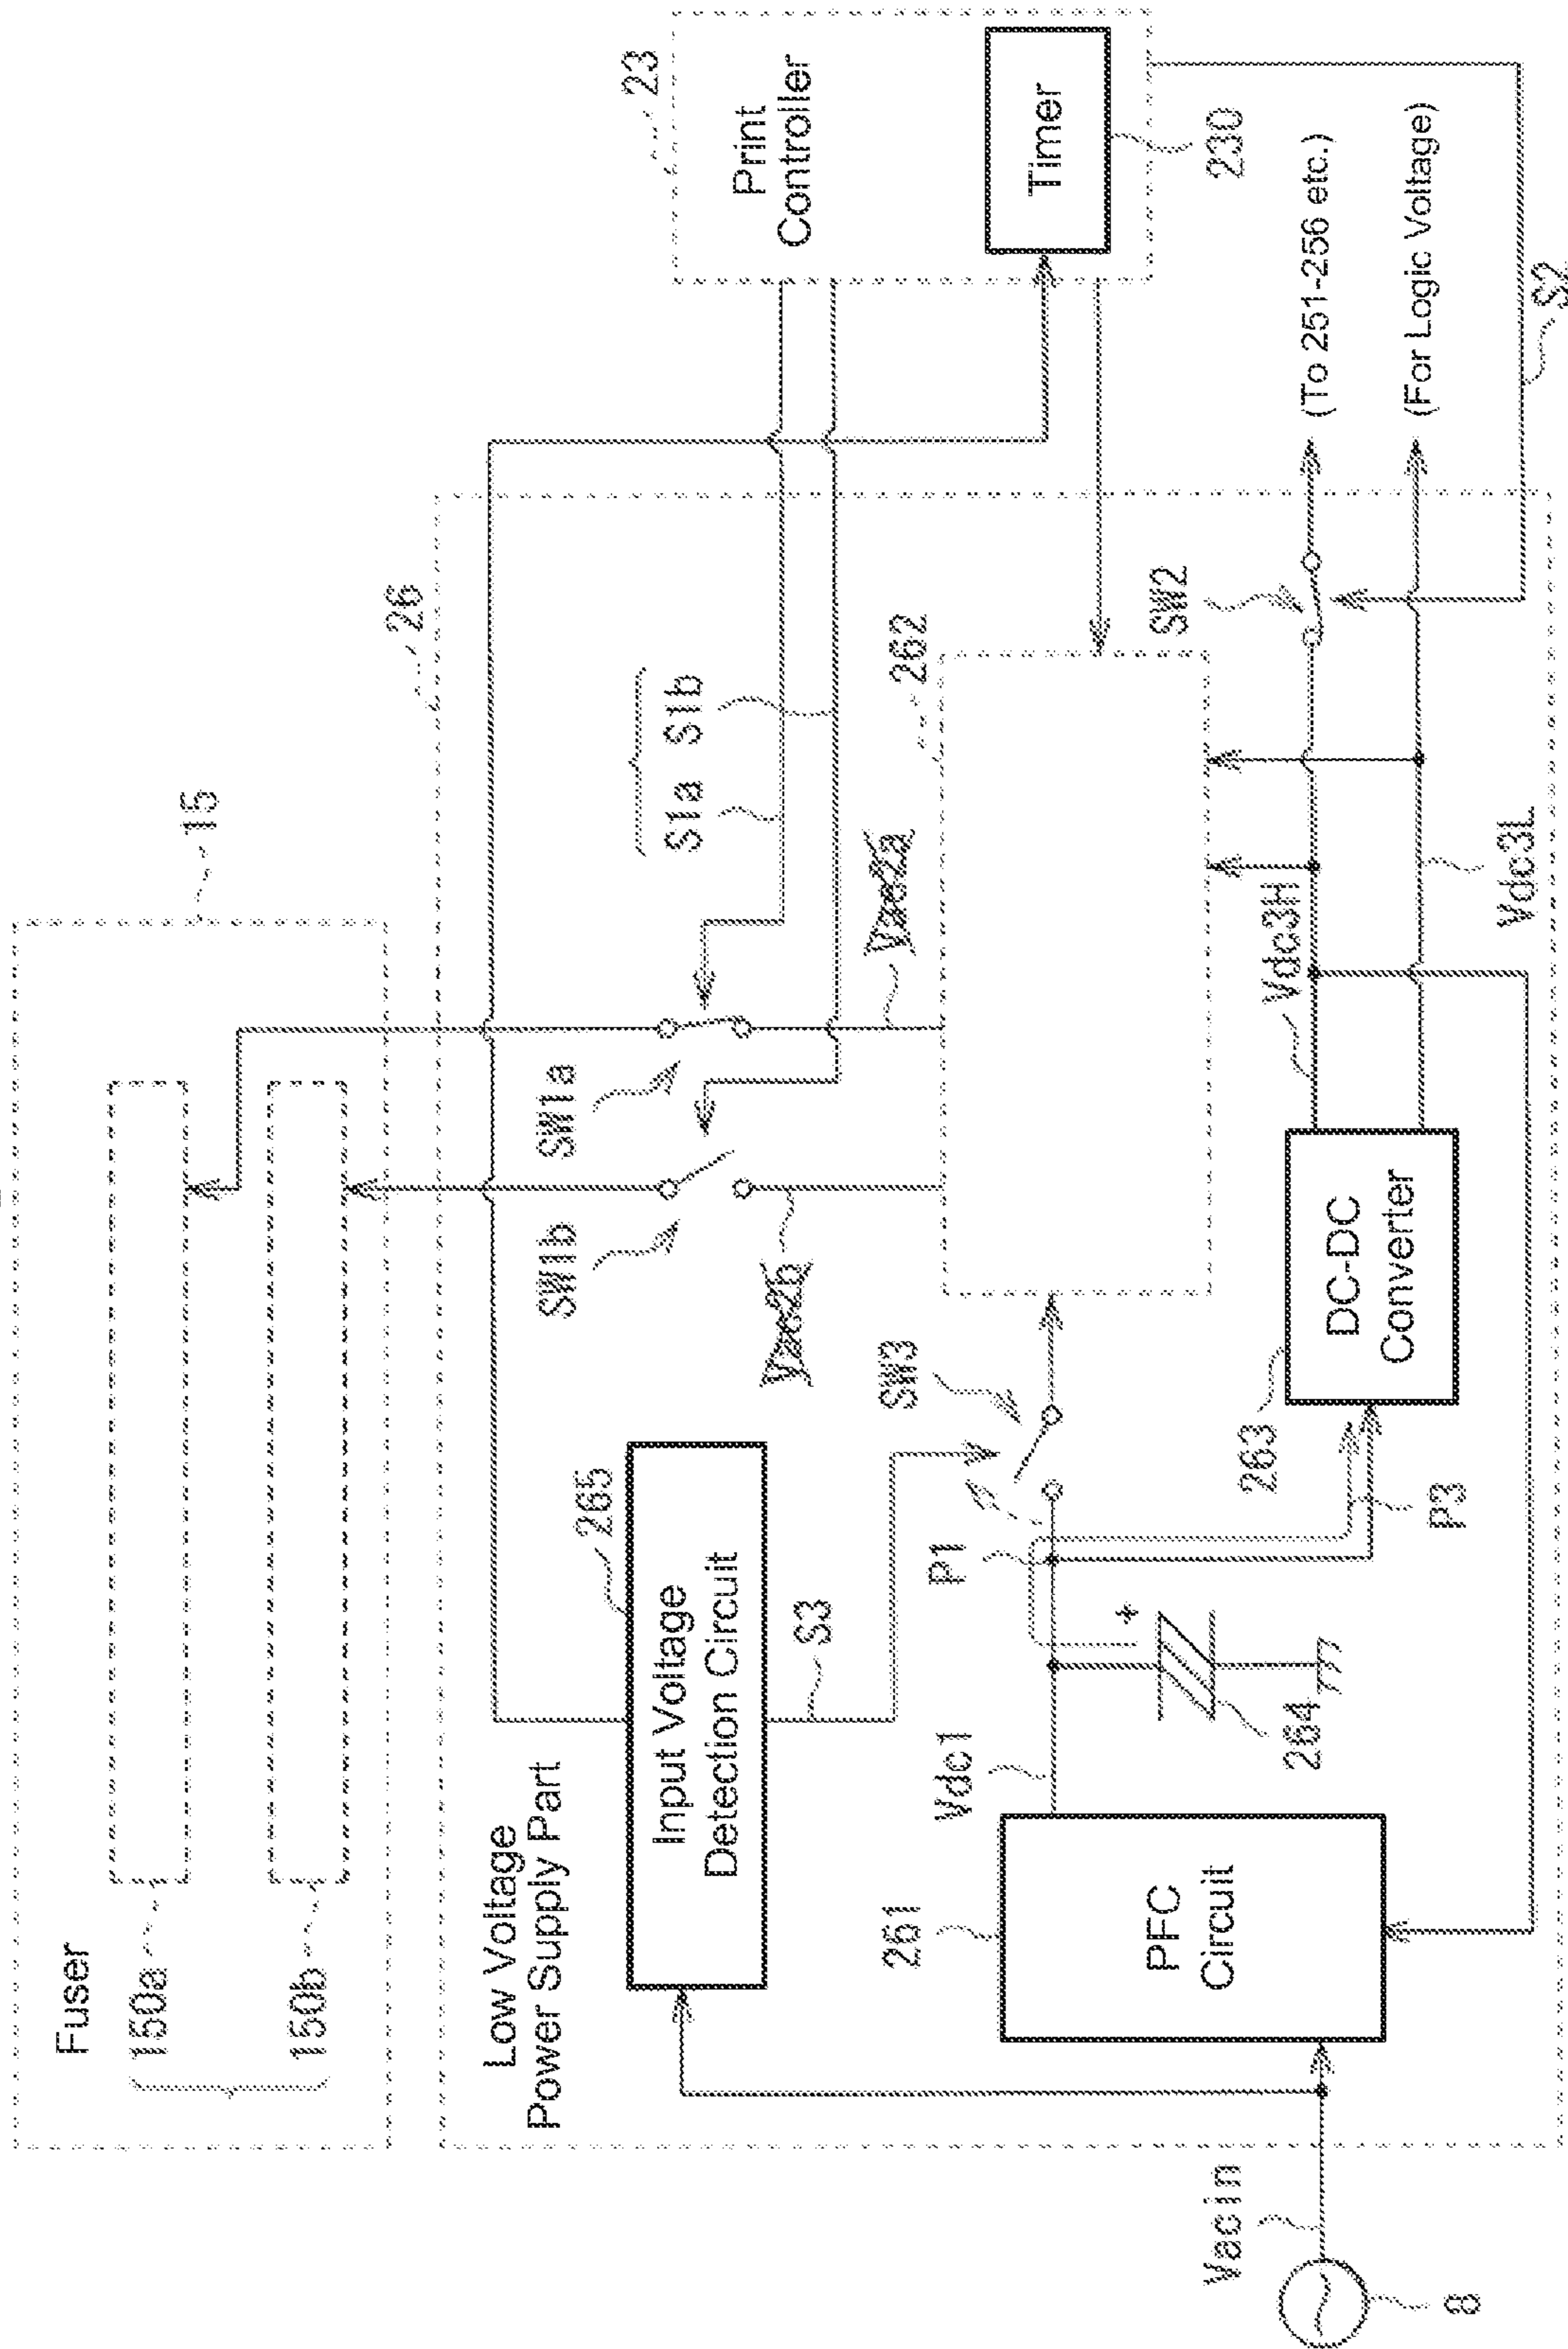 Fuser
15
150a
150b
26
23
Print
Controller
Timer
230
Low Voltage
Power Supply Part
265
Input Voltage
Detection Circuit
SW1b
SW1a
S1a S1b
Vac2b
Vac2a
S3
SW3
262
261
PFC
Circuit
Vdc1
P1
264
+
P3
263
DC-DC
Converter
Vdc3H
Vdc3L
SW2
(To 251-256 etc.)
(For Logic Voltage)
S2
Vacin
8